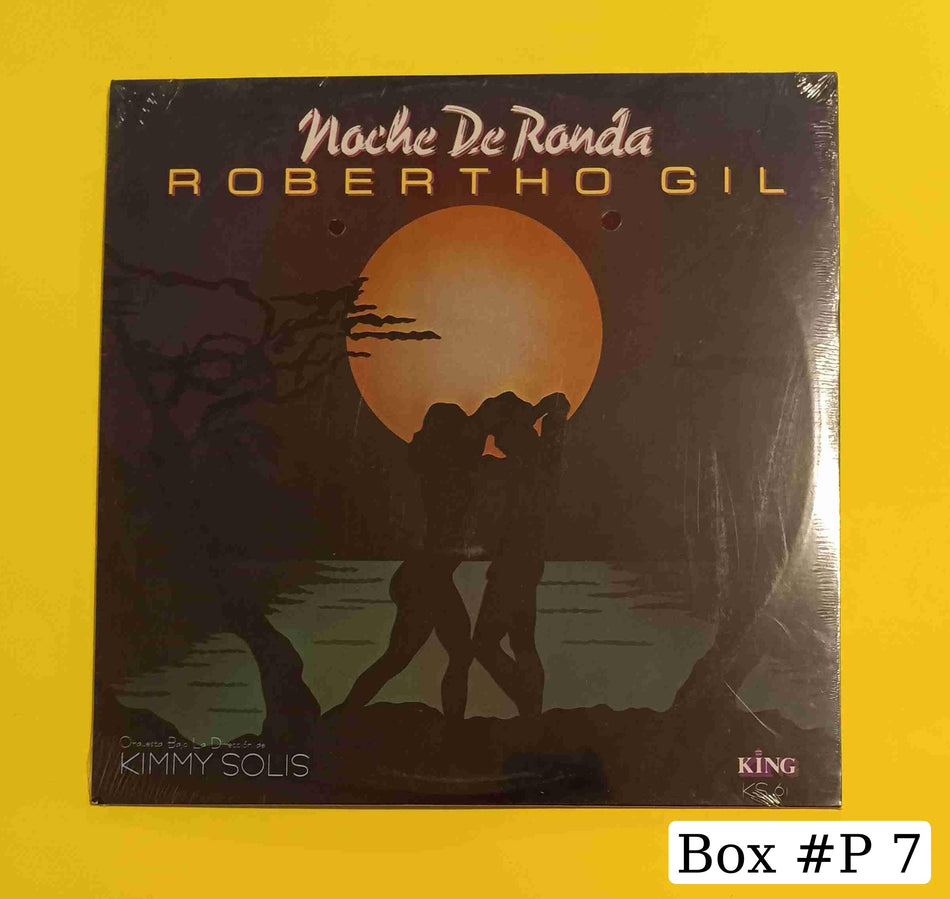 Noche De Ronda
ROBERTHO GIL
Orquesta Bajo La Dirección de
KIMMY SOLIS
KING
KS 61
Box #P 7